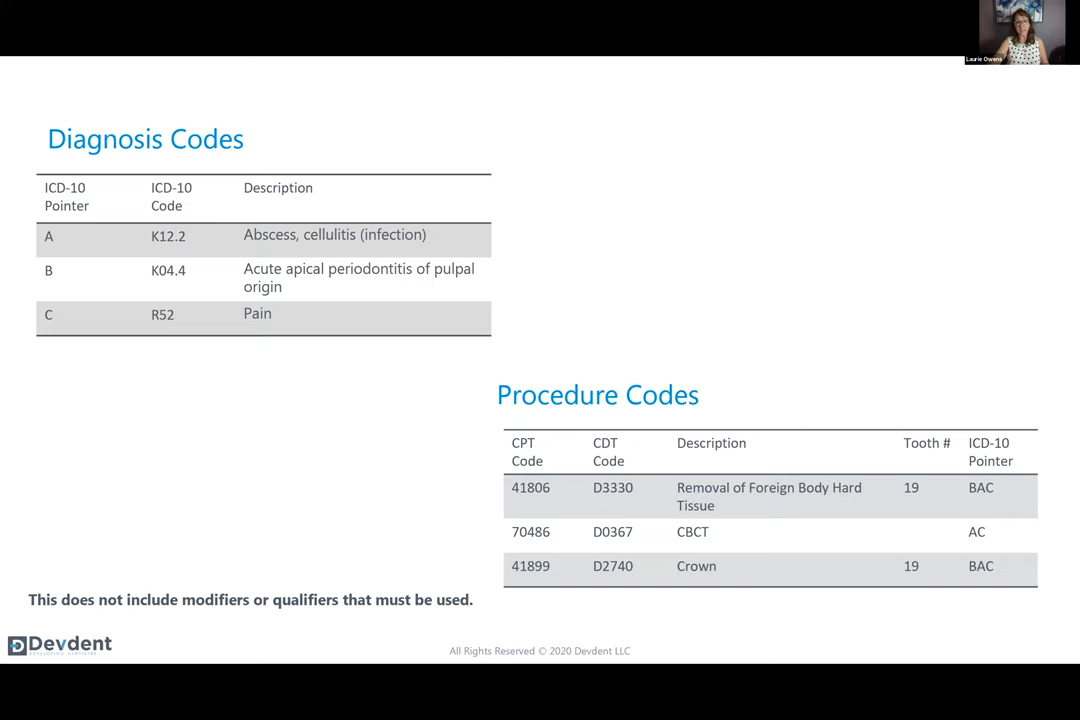 Laurie Owens
Diagnosis Codes
ICD-10 Pointer ICD-10 Code Description
A K12.2 Abscess, cellulitis (infection)
B K04.4 Acute apical periodontitis of pulpal origin
C R52 Pain
Procedure Codes
CPT Code CDT Code Description Tooth # ICD-10 Pointer
41806 D3330 Removal of Foreign Body Hard Tissue 19 BAC
70486 D0367 CBCT AC
41899 D2740 Crown 19 BAC
This does not include modifiers or qualifiers that must be used.
Devdent
All Rights Reserved © 2020 Devdent LLC